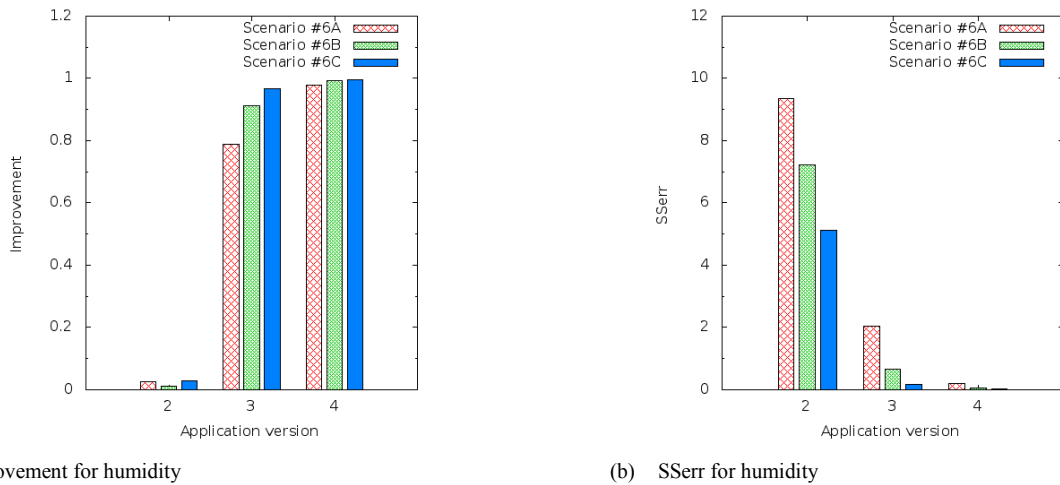 1.2
1
0.8
0.6
0.4
0.2
0
Improvement
Scenario #6A
Scenario #6B
Scenario #6C
2 3 4
Application version
12
10
8
6
4
2
0
SSerr
Scenario #6A
Scenario #6B
Scenario #6C
2 3 4
Application version
ovement for humidity
(b) SSerr for humidity